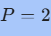 P = 2